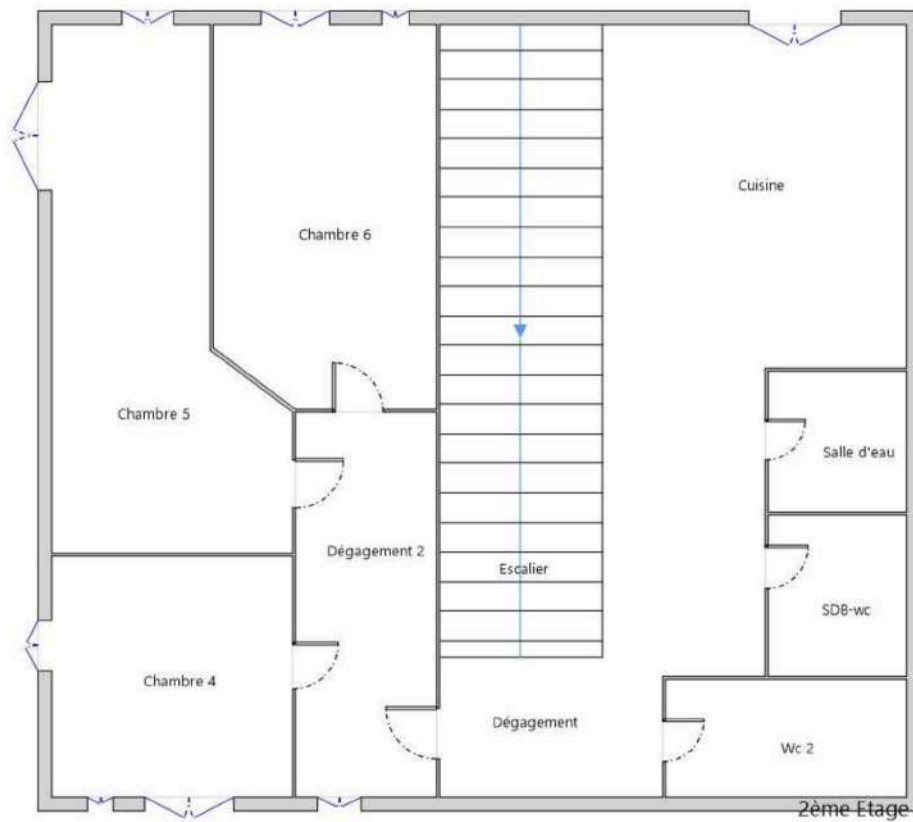 Cuisine
Chambre 6
Chambre 5
Salle d'eau
Dégagement 2
Escalier
SDB-wc
Chambre 4
Dégagement
Wc 2
2ème Etage